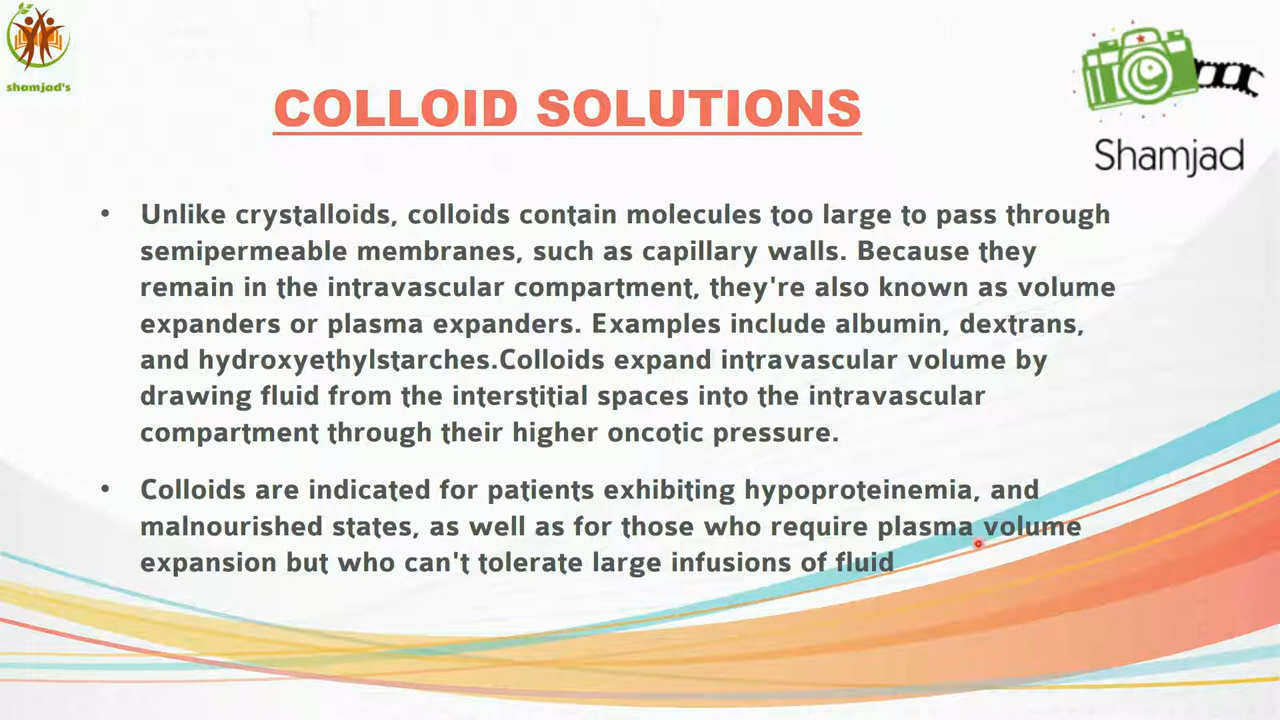 shamjad's
COLLOID SOLUTIONS
Shamjad
• Unlike crystalloids, colloids contain molecules too large to pass through
semipermeable membranes, such as capillary walls. Because they
remain in the intravascular compartment, they're also known as volume
expanders or plasma expanders. Examples include albumin, dextrans,
and hydroxyethylstarches.Colloids expand intravascular volume by
drawing fluid from the interstitial spaces into the intravascular
compartment through their higher oncotic pressure.
• Colloids are indicated for patients exhibiting hypoproteinemia, and
malnourished states, as well as for those who require plasma volume
expansion but who can't tolerate large infusions of fluid